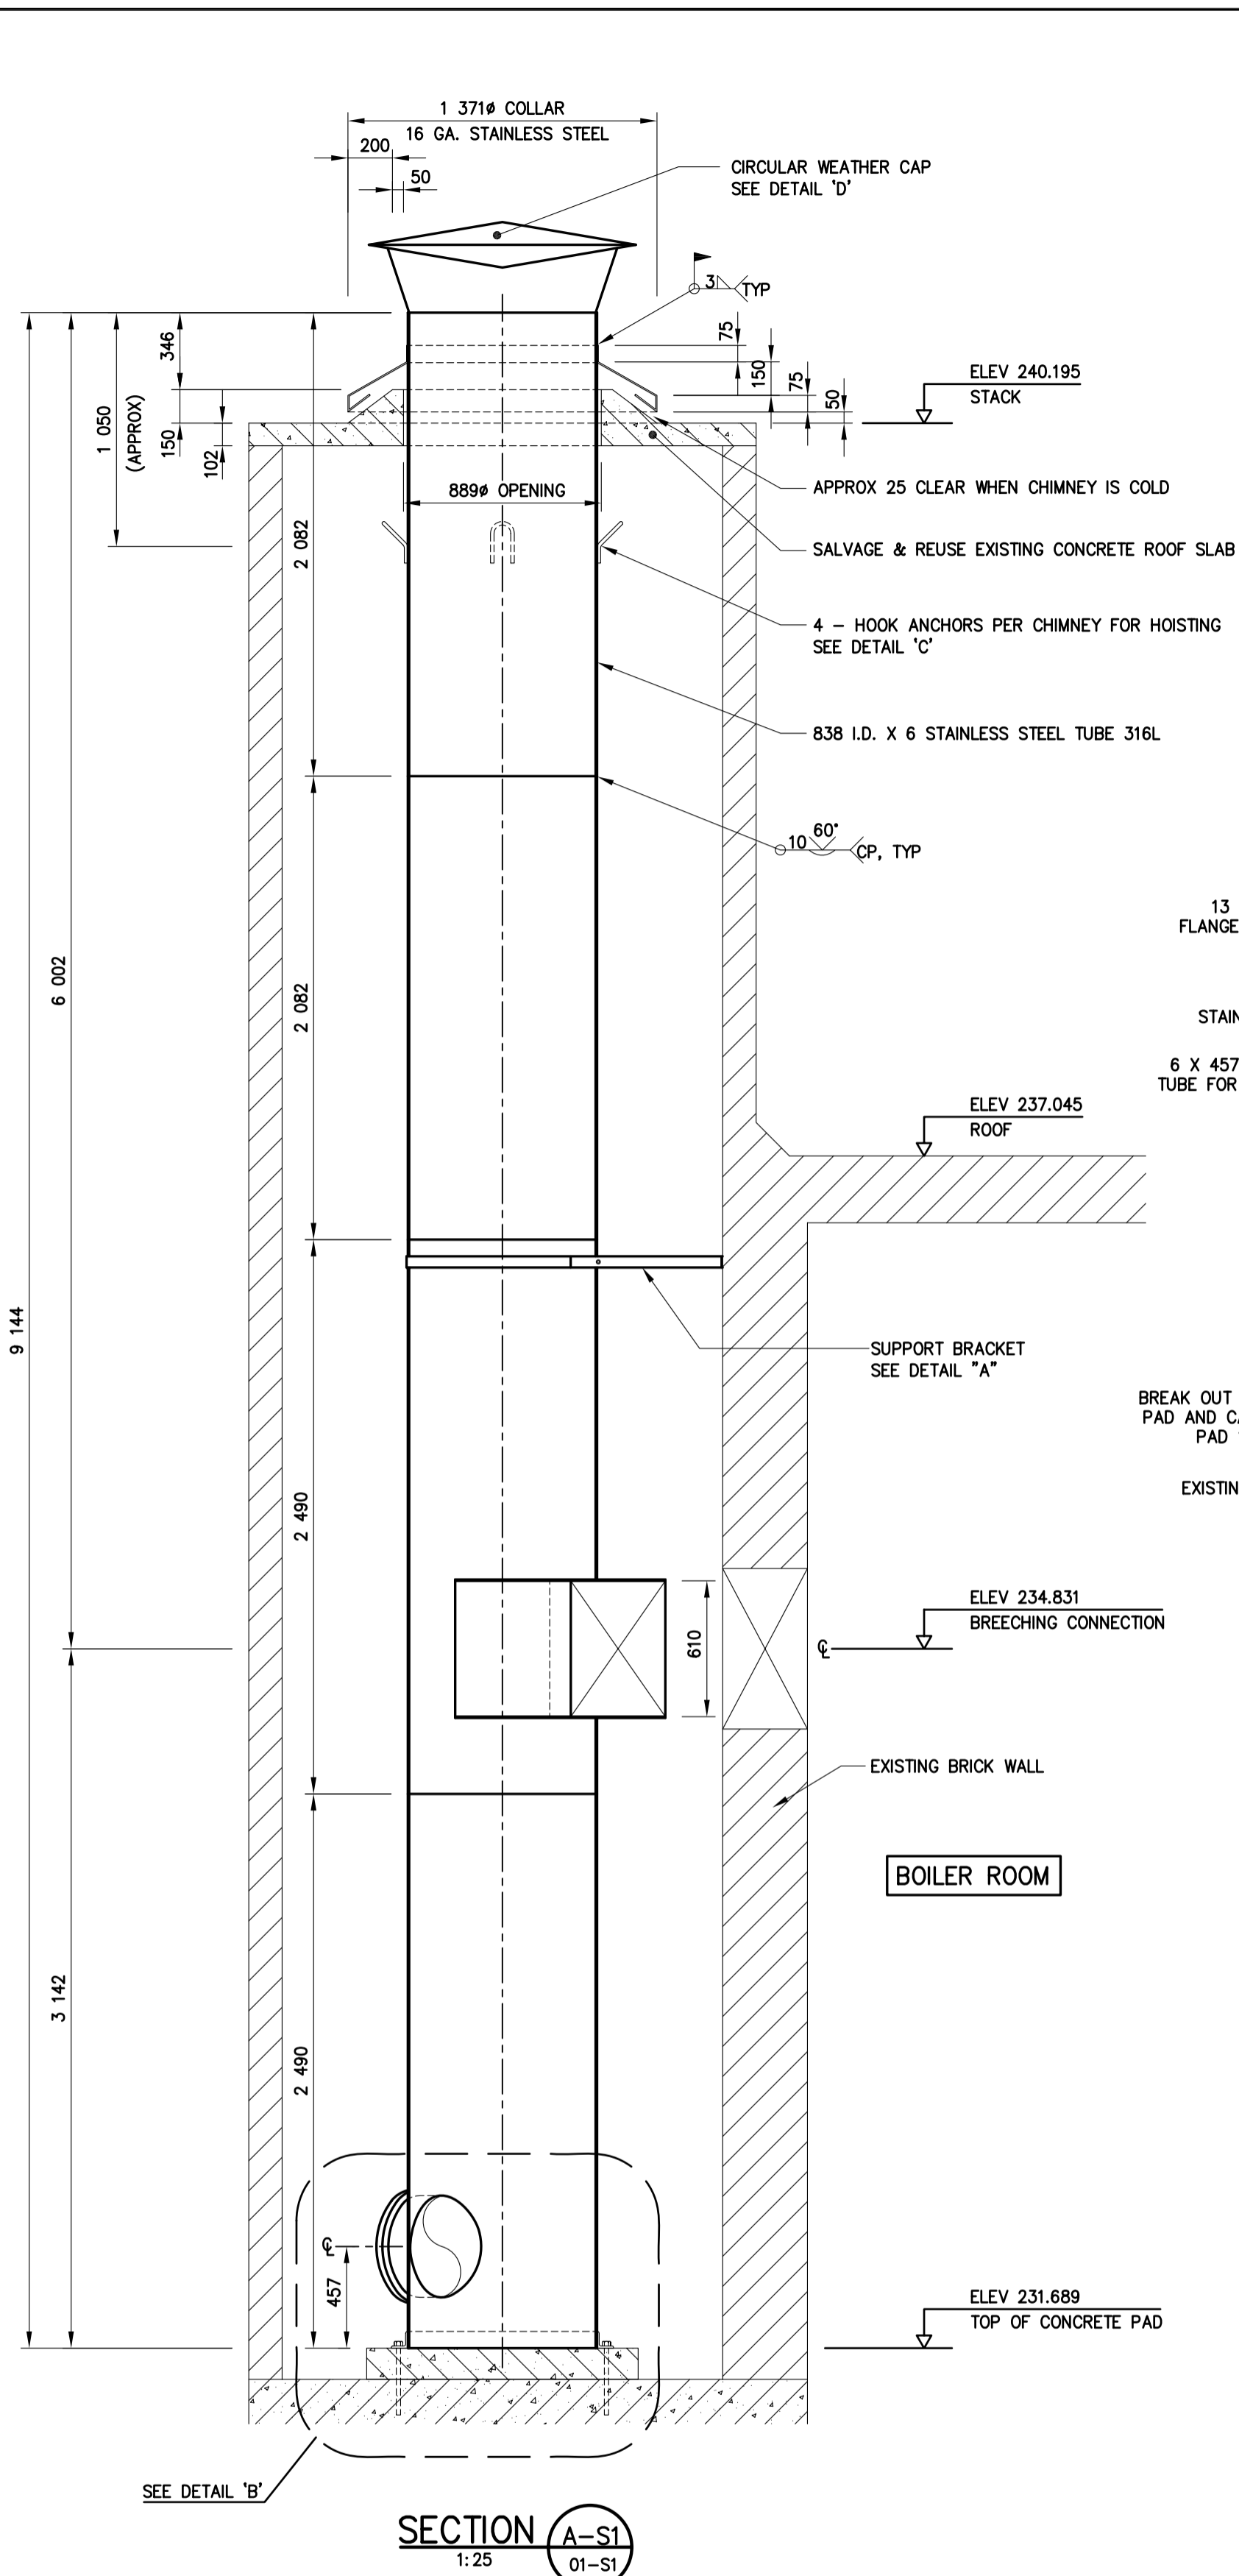 1 371ø COLLAR
16 GA. STAINLESS STEEL
200
50
CIRCULAR WEATHER CAP
SEE DETAIL 'D'
3
TYP
346
150
102
1 050
(APPROX)
75
150
75
50
ELEV 240.195
STACK
889ø OPENING
APPROX 25 CLEAR WHEN CHIMNEY IS COLD
SALVAGE & REUSE EXISTING CONCRETE ROOF SLAB
4 – HOOK ANCHORS PER CHIMNEY FOR HOISTING
SEE DETAIL 'C'
838 I.D. X 6 STAINLESS STEEL TUBE 316L
2 082
10
60°
CP, TYP
13
FLANGE
6 002
2 082
STAIN
6 X 457
TUBE FOR
ELEV 237.045
ROOF
9 144
SUPPORT BRACKET
SEE DETAIL "A"
BREAK OUT
PAD AND CA
PAD
EXISTIN
2 490
610
ELEV 234.831
BREECHING CONNECTION
℄
EXISTING BRICK WALL
BOILER ROOM
3 142
2 490
℄
457
ELEV 231.689
TOP OF CONCRETE PAD
SEE DETAIL 'B'
SECTION
1:25
A–S1
01–S1